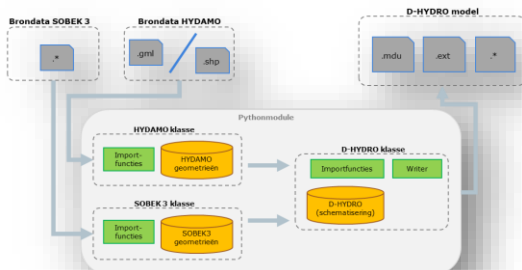 Brondata SOBEK 3
Brondata HYDAMO
D-HYDRO model
.*
.gml
.shp
.mdu
.ext
.*
Pythonmodule
HYDAMO klasse
Import-
functies
HYDAMO
geometrieën
D-HYDRO klasse
Importfuncties
Writer
D-HYDRO
(schematisering)
SOBEK 3 klasse
Import-
functies
SOBEK3
geometrieën